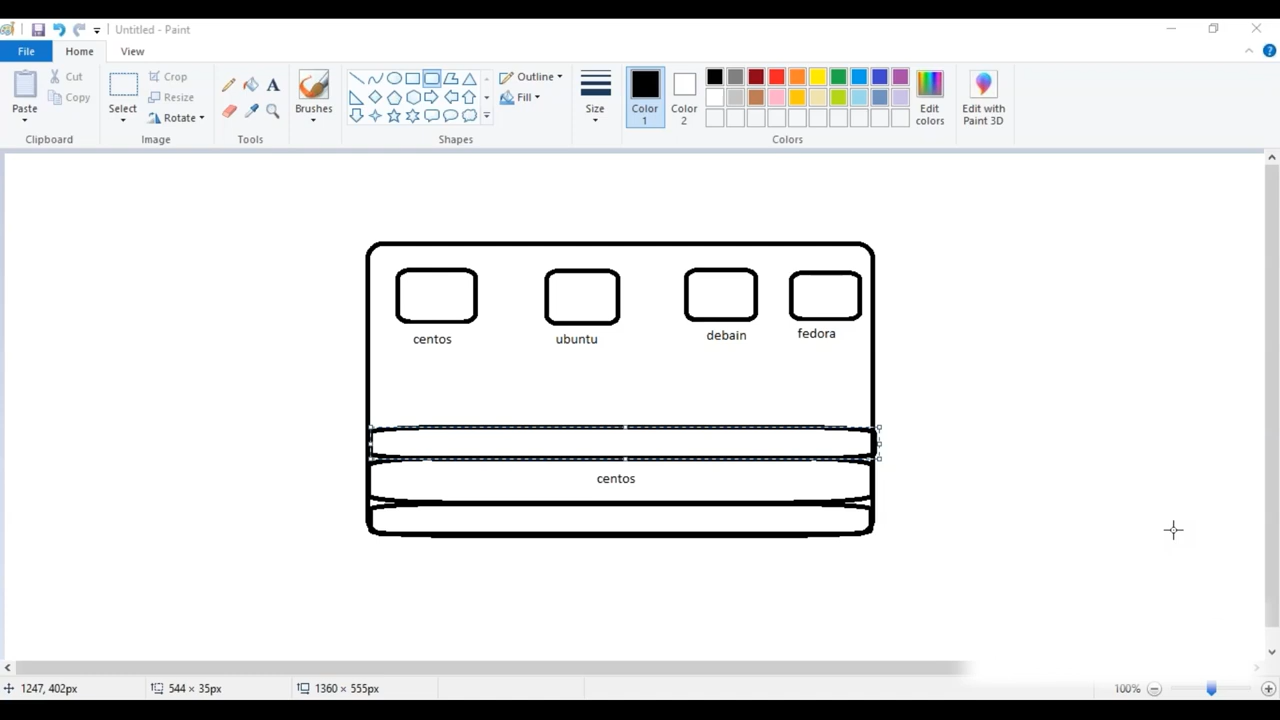 Untitled - Paint
File Home View
Paste
Clipboard
Cut
Copy
Select
Crop
Resize
Rotate
Image
A
Tools
Brushes
Shapes
Outline
Fill
Size
Color 1
Color 2
Colors
Edit colors
Edit with Paint 3D
centos
ubuntu
debain
fedora
centos
1247, 402px
544 × 35px
1360 × 555px
100%